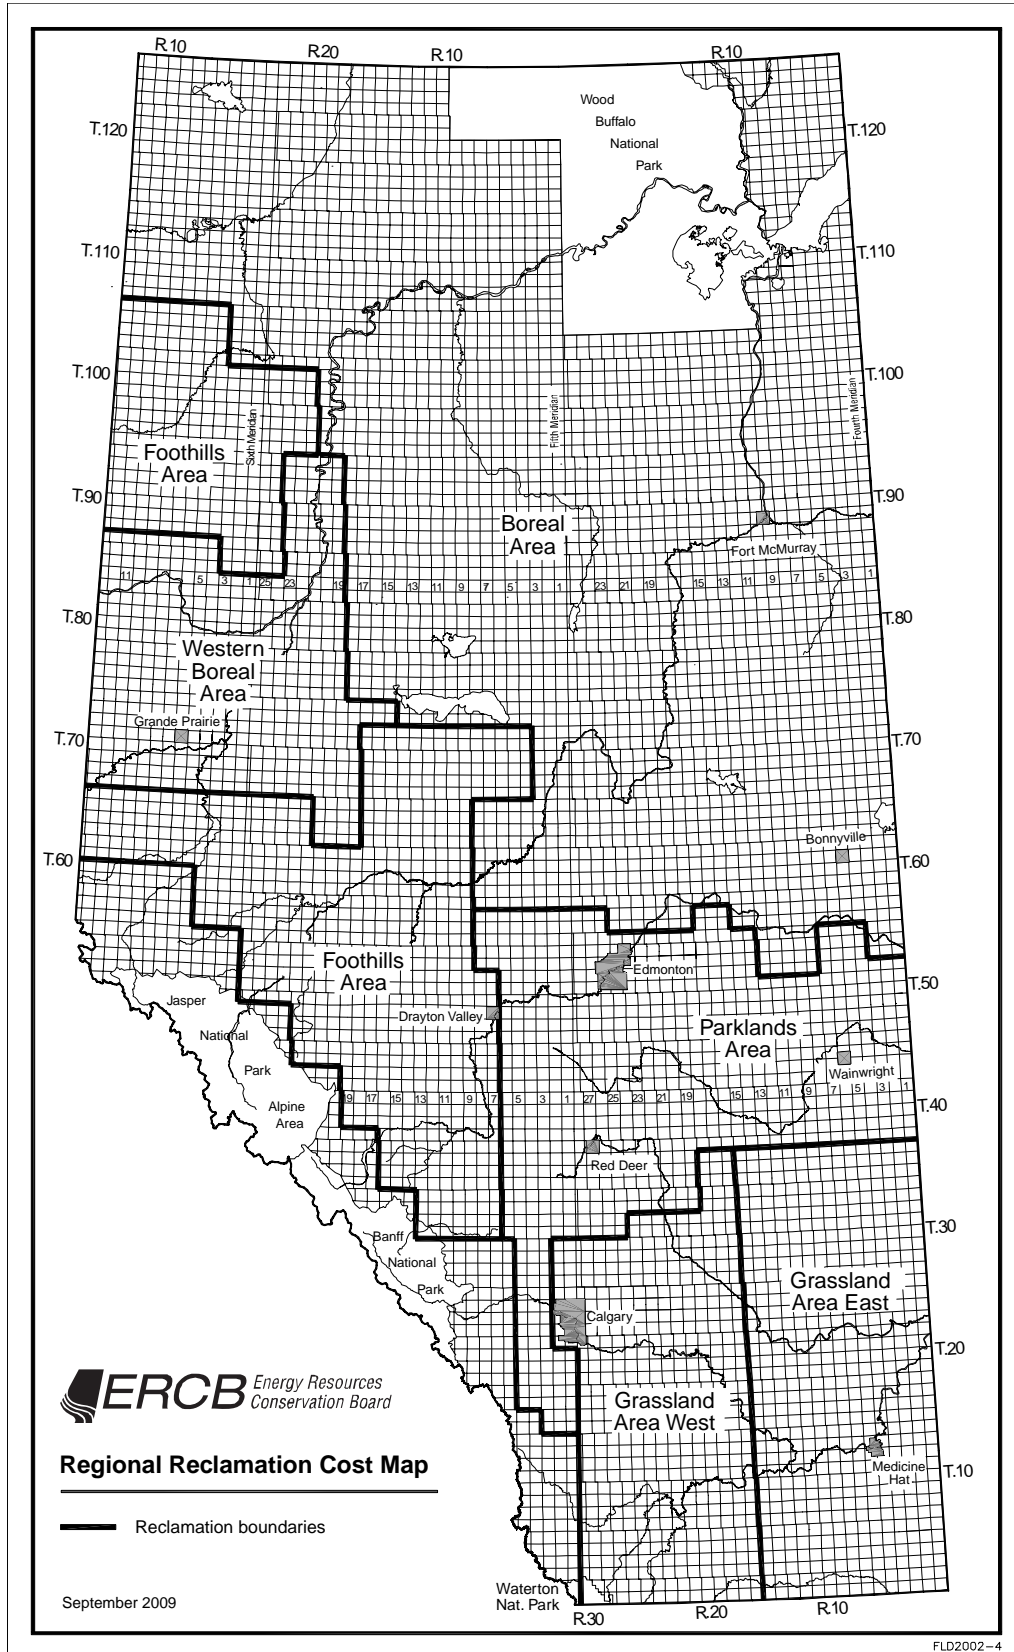 R.10
R.20
R.10
R.10
Wood
Buffalo
National
Park
T.120
T.120
T.110
T.110
T.100
T.100
Sixth Meridian
Fifth Meridian
Fourth Meridian
Foothills
Area
T.90
T.90
Boreal
Area
Fort McMurray
11 5 3 1 25 23 19 17 15 13 11 9 7 5 3 1 23 21 19 15 13 11 9 7 5 3 1
T.80
T.80
Western
Boreal
Area
Grande Prairie
T.70
T.70
Bonnyville
T.60
T.60
Foothills
Area
Edmonton
T.50
Jasper
National
Park
Drayton Valley
Parklands
Area
Wainwright
Alpine
Area
19 17 15 13 11 9 7 5 3 1 27 25 23 21 19 15 13 11 9 7 5 3 1
T.40
Red Deer
T.30
Banff
National
Park
Grassland
Area East
Calgary
T.20
ERCB
Energy Resources
Conservation Board
Grassland
Area West
Regional Reclamation Cost Map
Medicine
Hat
T.10
Reclamation boundaries
Waterton
Nat. Park
September 2009
R.30
R.20
R.10
FLD2002-4